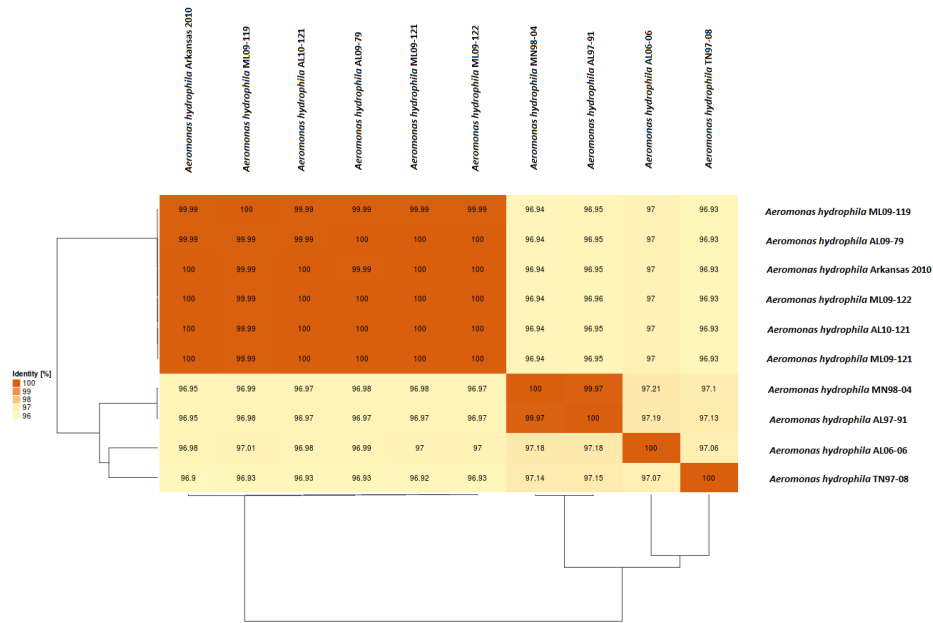 Aeromonas hydrophila Arkansas 2010
Aeromonas hydrophila ML09-119
Aeromonas hydrophila AL10-121
Aeromonas hydrophila AL09-79
Aeromonas hydrophila ML09-121
Aeromonas hydrophila ML09-122
Aeromonas hydrophila MN98-04
Aeromonas hydrophila AL97-91
Aeromonas hydrophila AL06-06
Aeromonas hydrophila TN97-08
99.99 100 99.99 99.99 99.99 99.99 96.94 96.95 97 96.93 Aeromonas hydrophila ML09-119
99.99 99.99 99.99 100 100 100 96.94 96.95 97 96.93 Aeromonas hydrophila AL09-79
100 99.99 100 99.99 100 100 96.94 96.95 97 96.93 Aeromonas hydrophila Arkansas 2010
100 99.99 100 100 100 100 96.94 96.96 97 96.93 Aeromonas hydrophila ML09-122
100 99.99 100 100 100 100 96.94 96.95 97 96.93 Aeromonas hydrophila AL10-121
100 99.99 100 100 100 100 96.94 96.95 97 96.93 Aeromonas hydrophila ML09-121
96.95 96.99 96.97 96.98 96.98 96.97 100 99.97 97.21 97.1 Aeromonas hydrophila MN98-04
96.95 96.98 96.97 96.97 96.97 96.97 99.97 100 97.19 97.13 Aeromonas hydrophila AL97-91
96.98 97.01 96.98 96.99 97 97 97.18 97.18 100 97.06 Aeromonas hydrophila AL06-06
96.9 96.93 96.93 96.93 96.92 96.93 97.14 97.15 97.07 100 Aeromonas hydrophila TN97-08
Identity [%]
100
99
98
97
96